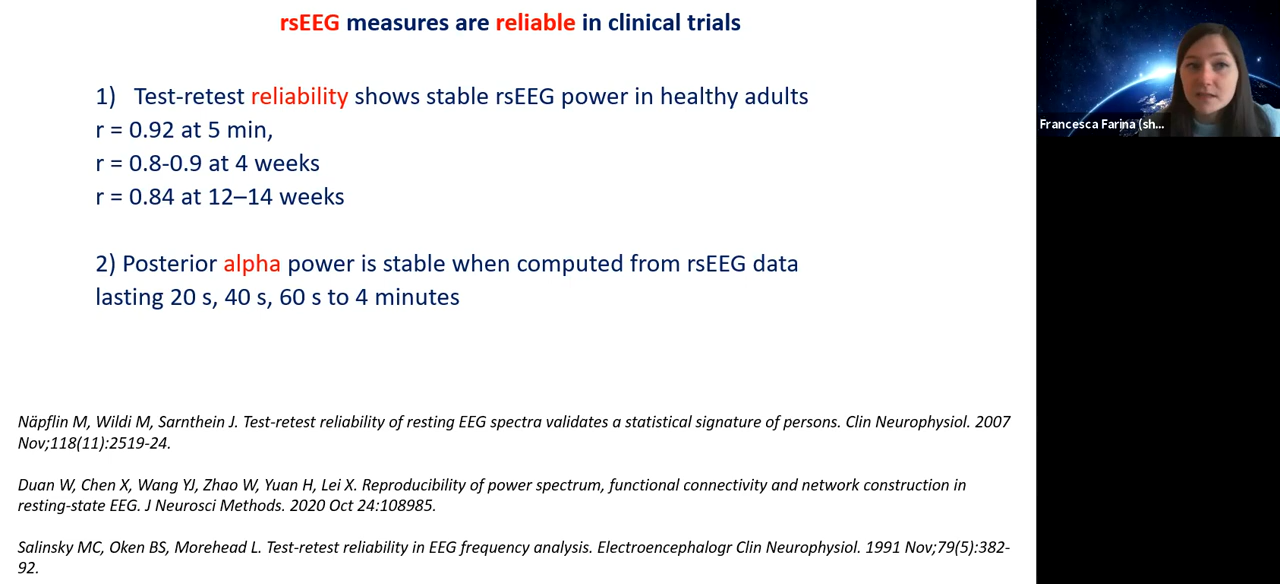 rsEEG measures are reliable in clinical trials
1) Test-retest reliability shows stable rsEEG power in healthy adults
r = 0.92 at 5 min,
r = 0.8-0.9 at 4 weeks
r = 0.84 at 12–14 weeks
2) Posterior alpha power is stable when computed from rsEEG data
lasting 20 s, 40 s, 60 s to 4 minutes
Näpflin M, Wildi M, Sarnthein J. Test-retest reliability of resting EEG spectra validates a statistical signature of persons. Clin Neurophysiol. 2007
Nov;118(11):2519-24.
Duan W, Chen X, Wang YJ, Zhao W, Yuan H, Lei X. Reproducibility of power spectrum, functional connectivity and network construction in
resting-state EEG. J Neurosci Methods. 2020 Oct 24:108985.
Salinsky MC, Oken BS, Morehead L. Test-retest reliability in EEG frequency analysis. Electroencephalogr Clin Neurophysiol. 1991 Nov;79(5):382-
92.
Francesca Farina (sh...